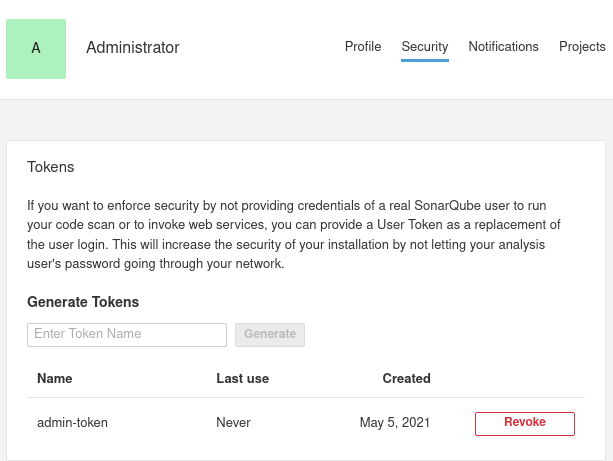 A
Administrator
Profile Security Notifications Projects
Tokens
If you want to enforce security by not providing credentials of a real SonarQube user to run
your code scan or to invoke web services, you can provide a User Token as a replacement of
the user login. This will increase the security of your installation by not letting your analysis
user's password going through your network.
Generate Tokens
Enter Token Name Generate
Name Last use Created
admin-token Never May 5, 2021 Revoke